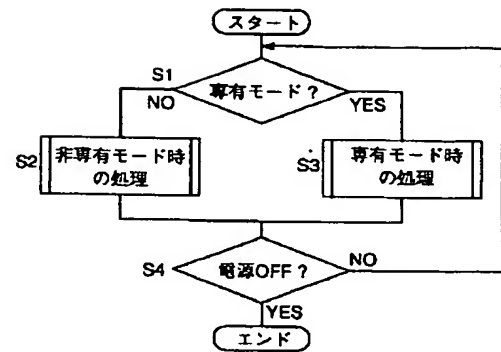 スタート
S1
専有モード?
NO
YES
S2
非専有モード時
の処理
S3
専有モード時
の処理
S4
電源OFF?
NO
YES
エンド